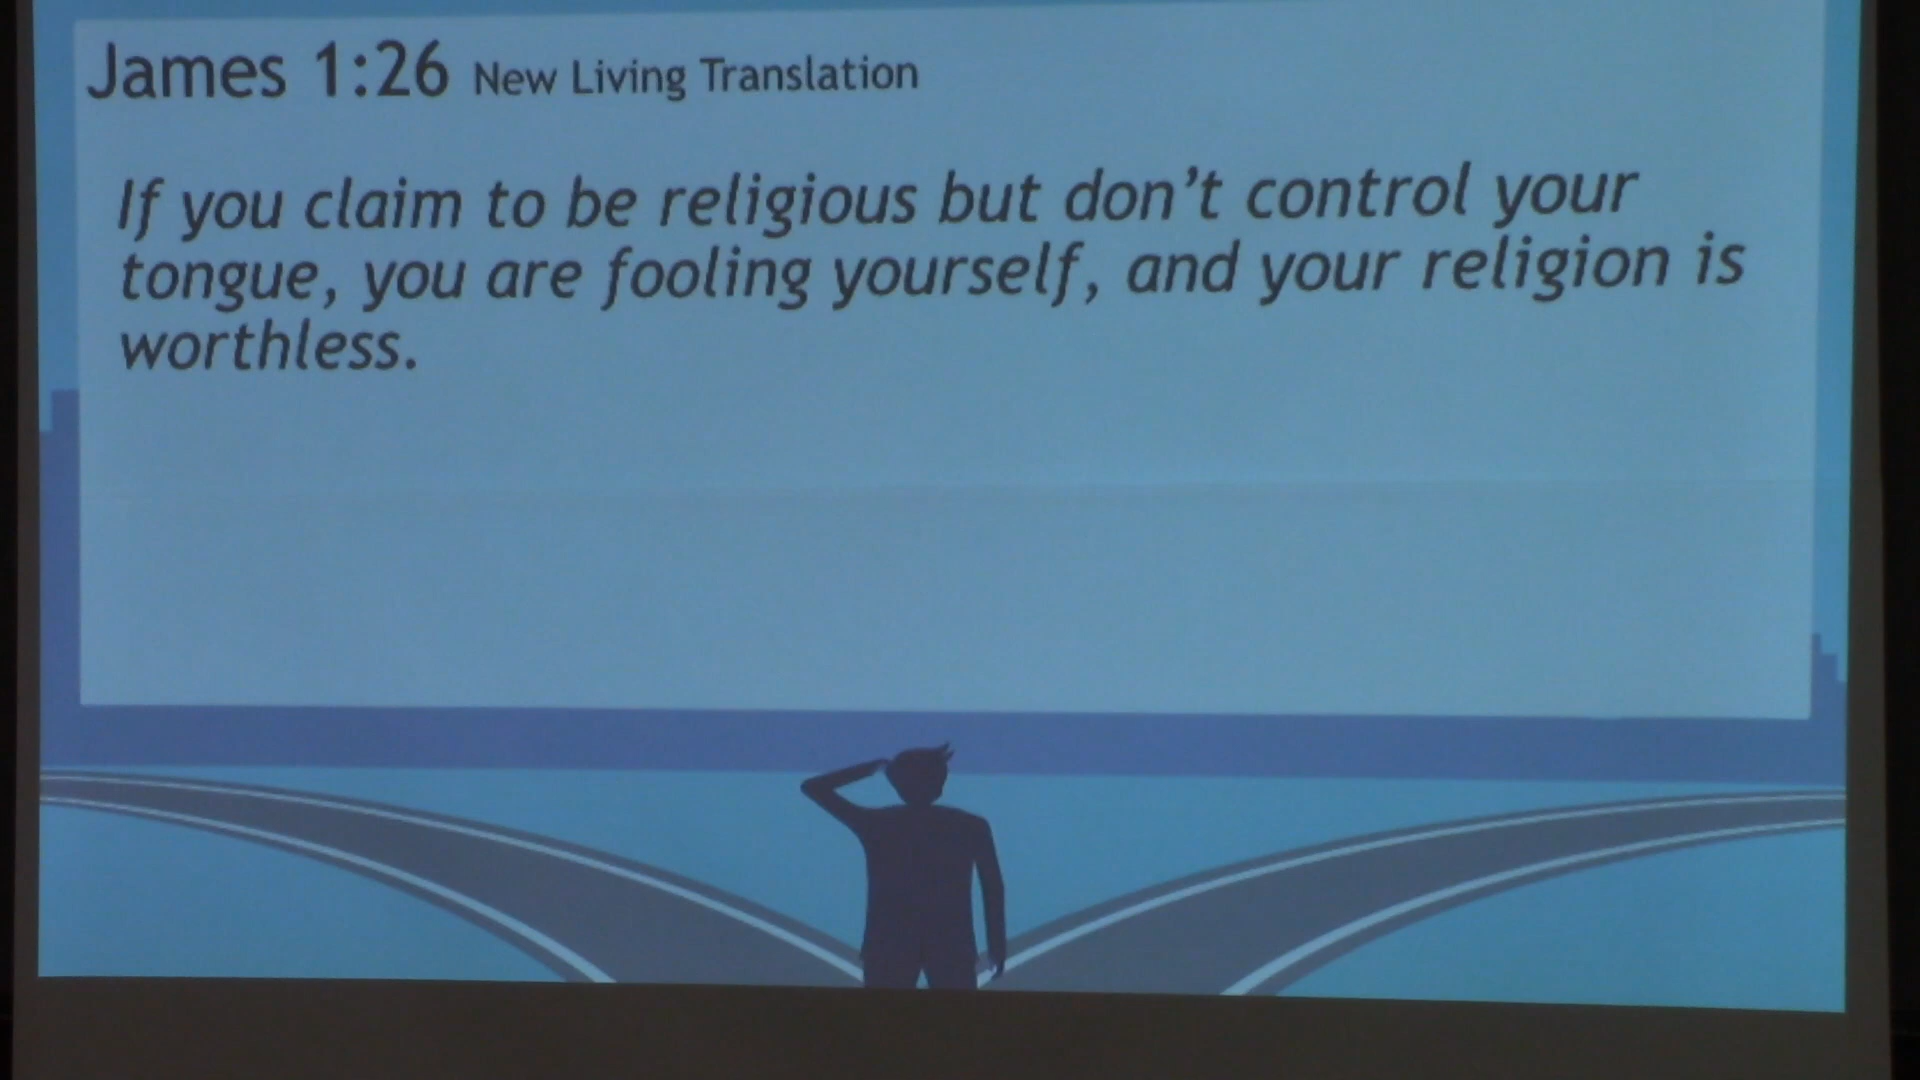 James 1:26 New Living Translation
If you claim to be religious but don’t control your
tongue, you are fooling yourself, and your religion is
worthless.